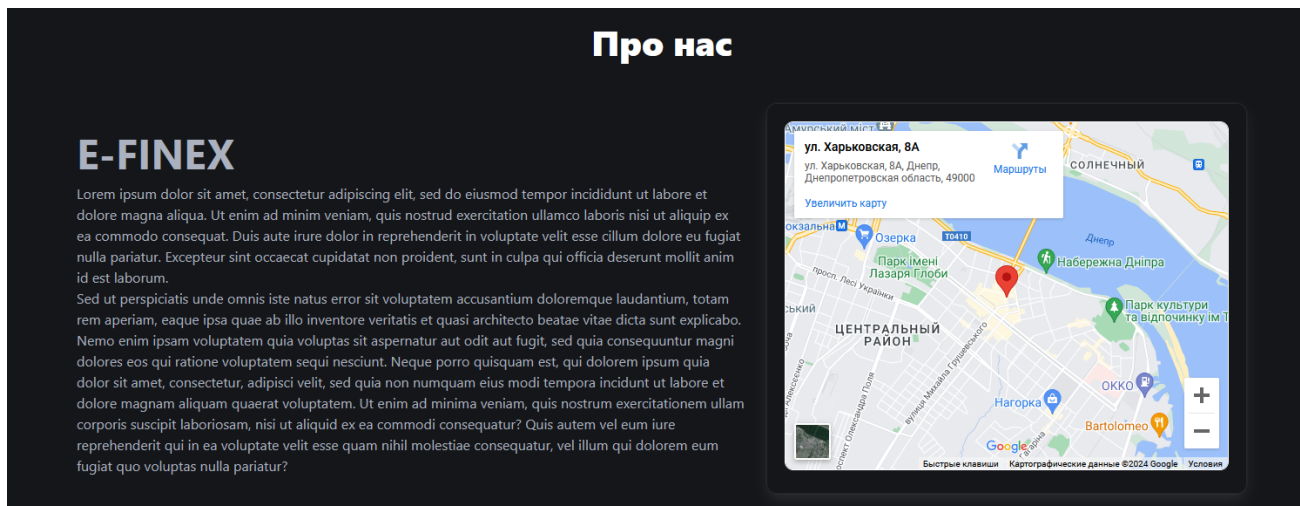 Про нас
E-FINEX
Lorem ipsum dolor sit amet, consectetur adipiscing elit, sed do eiusmod tempor incididunt ut labore et
dolore magna aliqua. Ut enim ad minim veniam, quis nostrud exercitation ullamco laboris nisi ut aliquip ex
ea commodo consequat. Duis aute irure dolor in reprehenderit in voluptate velit esse cillum dolore eu fugiat
nulla pariatur. Excepteur sint occaecat cupidatat non proident, sunt in culpa qui officia deserunt mollit anim
id est laborum.
Sed ut perspiciatis unde omnis iste natus error sit voluptatem accusantium doloremque laudantium, totam
rem aperiam, eaque ipsa quae ab illo inventore veritatis et quasi architecto beatae vitae dicta sunt explicabo.
Nemo enim ipsam voluptatem quia voluptas sit aspernatur aut odit aut fugit, sed quia consequuntur magni
dolores eos qui ratione voluptatem sequi nesciunt. Neque porro quisquam est, qui dolorem ipsum quia
dolor sit amet, consectetur, adipisci velit, sed quia non numquam eius modi tempora incidunt ut labore et
dolore magnam aliquam quaerat voluptatem. Ut enim ad minima veniam, quis nostrum exercitationem ullam
corporis suscipit laboriosam, nisi ut aliquid ex ea commodi consequatur? Quis autem vel eum iure
reprehenderit qui in ea voluptate velit esse quam nihil molestiae consequatur, vel illum qui dolorem eum
fugiat quo voluptas nulla pariatur?
ул. Харьковская, 8А
ул. Харьковская, 8А, Днепр,
Днепропетровская область, 49000
Маршруты
Увеличить карту
СОЛНЕЧНЫЙ
Озерка
T0410
Днепр
Набережна Дніпра
Парк імені
Лазаря Глоби
просп. Лесі Українки
Парк культури
та відпочинку ім Т
ЦЕНТРАЛЬНЫЙ
РАЙОН
вулиця Михайла Грушевського
ОККО
Нагорка
Bartolomeo
Google
Быстрые клавиши
Картографические данные ©2024 Google
Условия